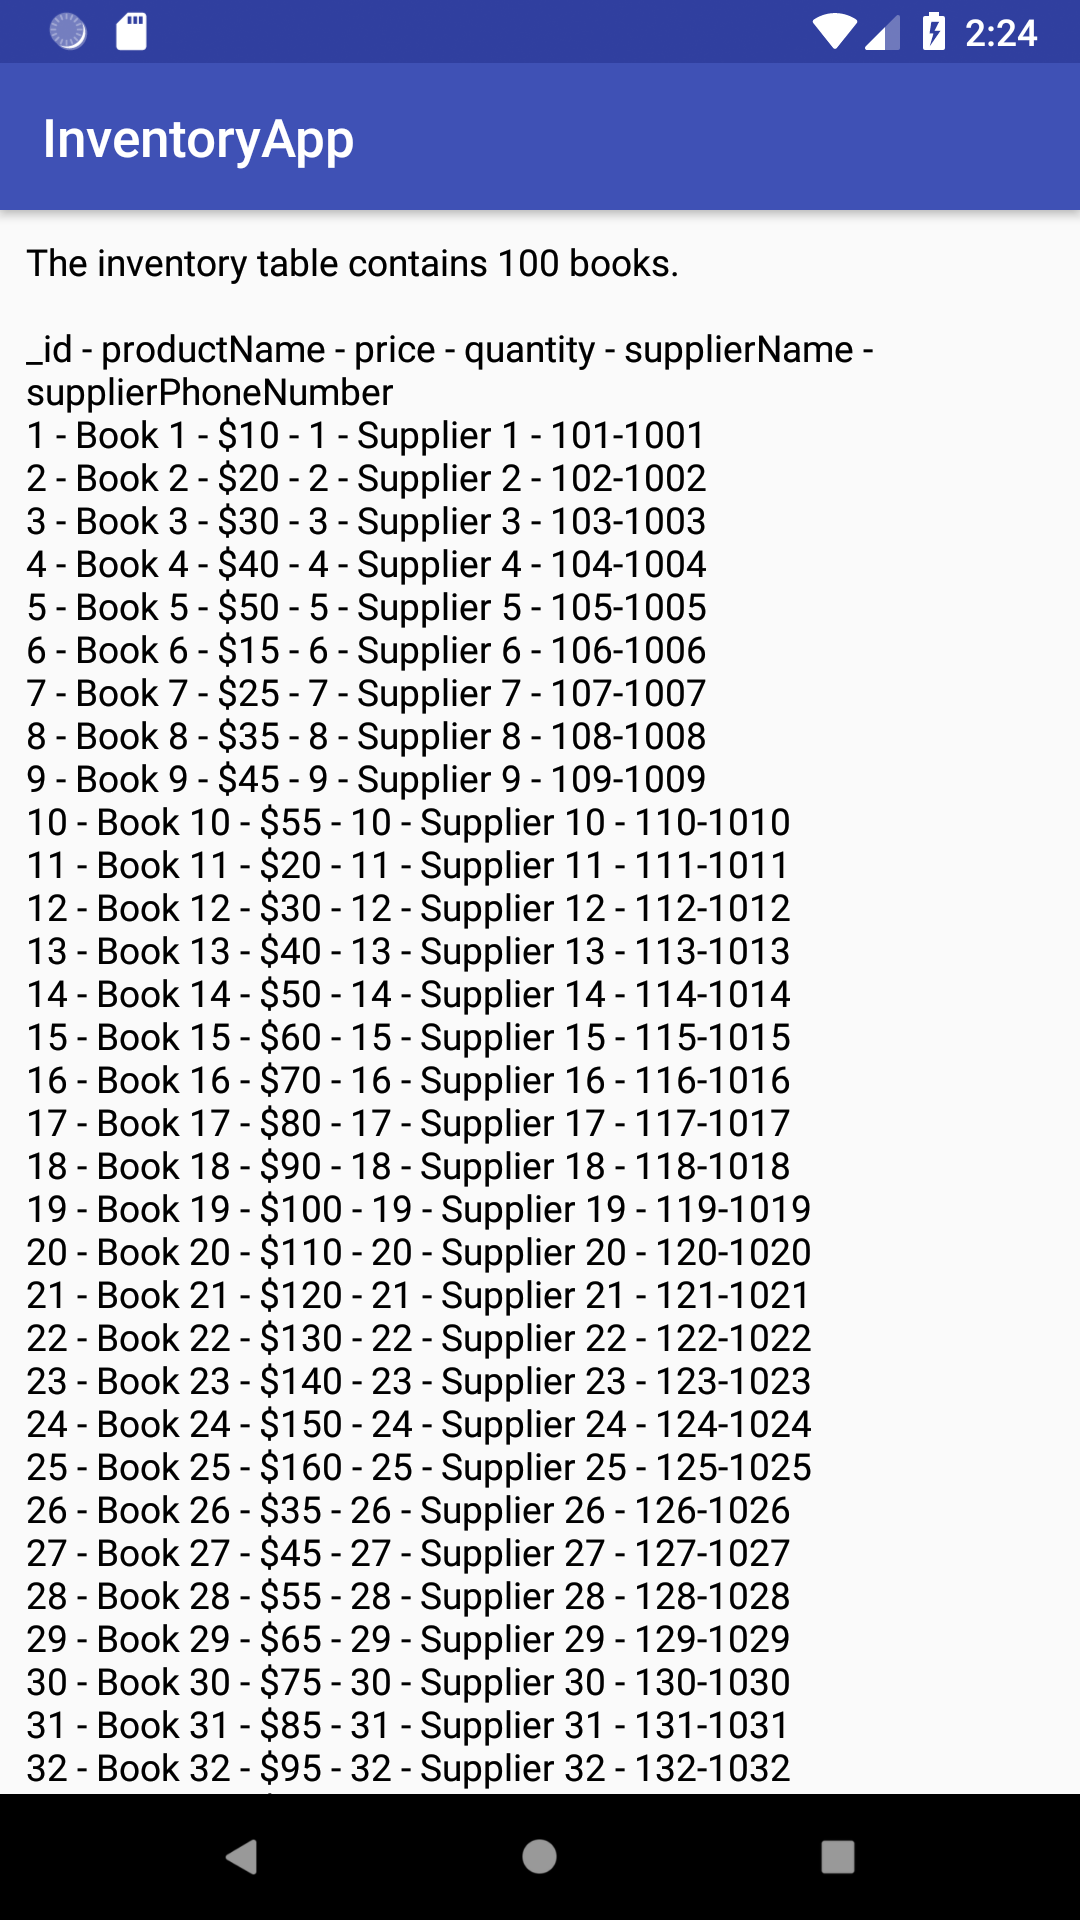 2:24
InventoryApp
The inventory table contains 100 books.
_id - productName - price - quantity - supplierName -
supplierPhoneNumber
1 - Book 1 - $10 - 1 - Supplier 1 - 101-1001
2 - Book 2 - $20 - 2 - Supplier 2 - 102-1002
3 - Book 3 - $30 - 3 - Supplier 3 - 103-1003
4 - Book 4 - $40 - 4 - Supplier 4 - 104-1004
5 - Book 5 - $50 - 5 - Supplier 5 - 105-1005
6 - Book 6 - $15 - 6 - Supplier 6 - 106-1006
7 - Book 7 - $25 - 7 - Supplier 7 - 107-1007
8 - Book 8 - $35 - 8 - Supplier 8 - 108-1008
9 - Book 9 - $45 - 9 - Supplier 9 - 109-1009
10 - Book 10 - $55 - 10 - Supplier 10 - 110-1010
11 - Book 11 - $20 - 11 - Supplier 11 - 111-1011
12 - Book 12 - $30 - 12 - Supplier 12 - 112-1012
13 - Book 13 - $40 - 13 - Supplier 13 - 113-1013
14 - Book 14 - $50 - 14 - Supplier 14 - 114-1014
15 - Book 15 - $60 - 15 - Supplier 15 - 115-1015
16 - Book 16 - $70 - 16 - Supplier 16 - 116-1016
17 - Book 17 - $80 - 17 - Supplier 17 - 117-1017
18 - Book 18 - $90 - 18 - Supplier 18 - 118-1018
19 - Book 19 - $100 - 19 - Supplier 19 - 119-1019
20 - Book 20 - $110 - 20 - Supplier 20 - 120-1020
21 - Book 21 - $120 - 21 - Supplier 21 - 121-1021
22 - Book 22 - $130 - 22 - Supplier 22 - 122-1022
23 - Book 23 - $140 - 23 - Supplier 23 - 123-1023
24 - Book 24 - $150 - 24 - Supplier 24 - 124-1024
25 - Book 25 - $160 - 25 - Supplier 25 - 125-1025
26 - Book 26 - $35 - 26 - Supplier 26 - 126-1026
27 - Book 27 - $45 - 27 - Supplier 27 - 127-1027
28 - Book 28 - $55 - 28 - Supplier 28 - 128-1028
29 - Book 29 - $65 - 29 - Supplier 29 - 129-1029
30 - Book 30 - $75 - 30 - Supplier 30 - 130-1030
31 - Book 31 - $85 - 31 - Supplier 31 - 131-1031
32 - Book 32 - $95 - 32 - Supplier 32 - 132-1032